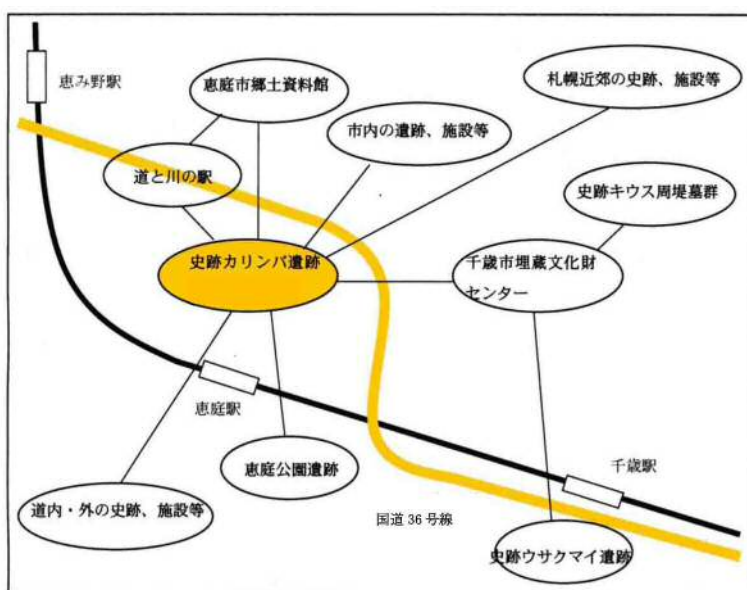 恵み野駅
恵庭市郷土資料館
札幌近郊の史跡、施設等
市内の遺跡、施設等
道と川の駅
史跡キウス周堤墓群
史跡カリンバ遺跡
千歳市埋蔵文化財
センター
恵庭駅
恵庭公園遺跡
千歳駅
道内・外の史跡、施設等
国道 36 号線
史跡ウサクマイ遺跡